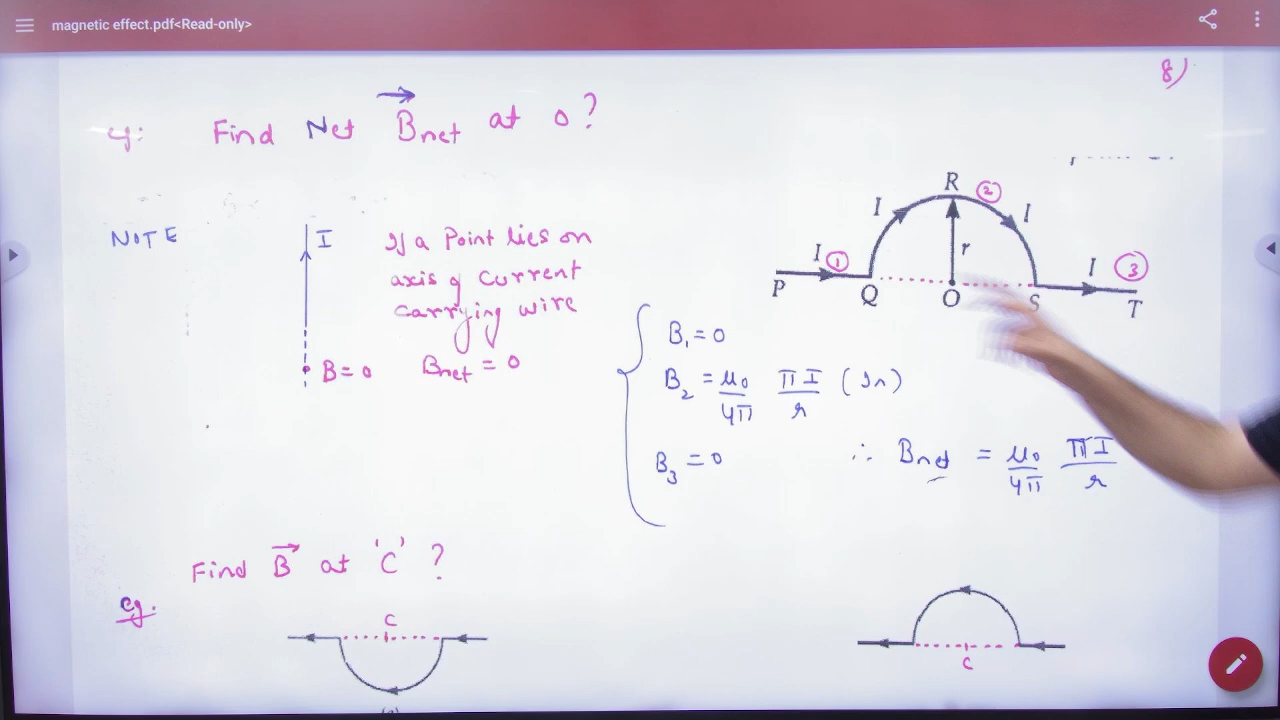 magnetic effect.pdf<Read-only>
8)
eg: Find Net B⃗net at O?
NOTE
I
If a Point lies on
axis of current
carrying wire
B = 0
Bnet = 0
R ②
I I
I ① r I ③
P Q O S T
B₁ = 0
B₂ = μ₀/4π πI/r (In)
B₃ = 0
∴ Bnet = μ₀/4π πI/r
Find B⃗ at 'C' ?
eg.
C
C